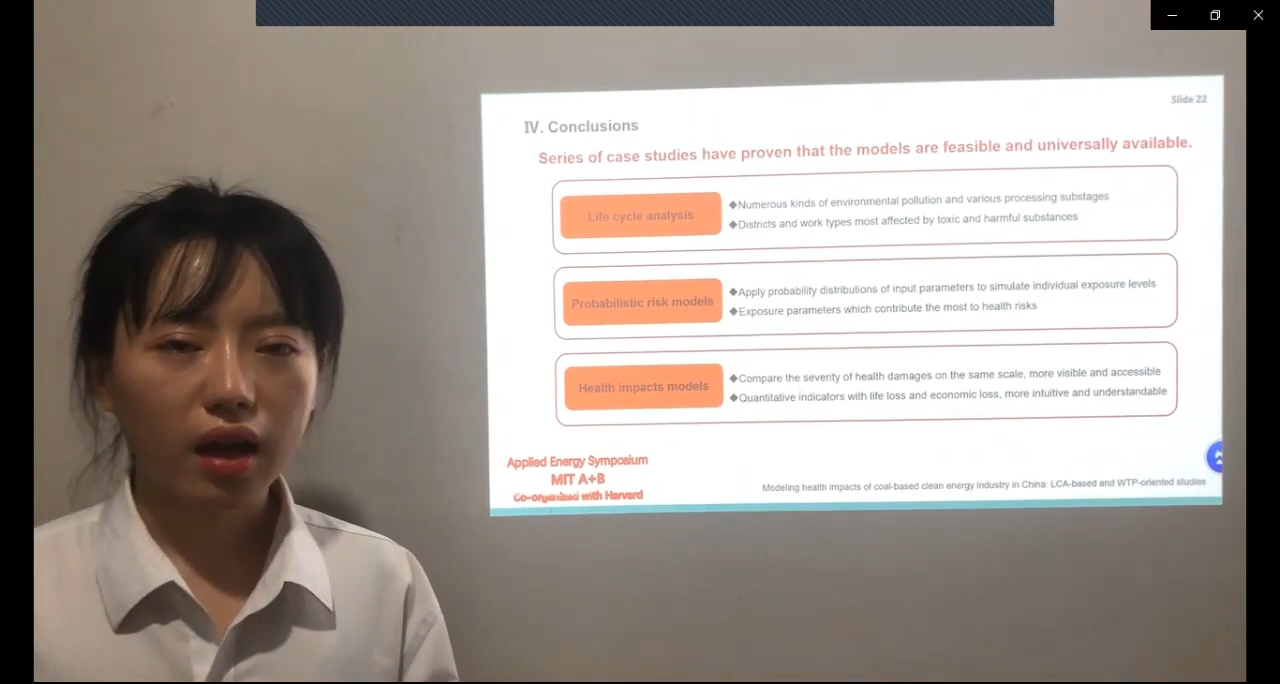 Slide 22
Ⅳ. Conclusions
Series of case studies have proven that the models are feasible and universally available.
Life cycle analysis
◆Numerous kinds of environmental pollution and various processing substages
◆Districts and work types most affected by toxic and harmful substances
Probabilistic risk models
◆Apply probability distributions of input parameters to simulate individual exposure levels
◆Exposure parameters which contribute the most to health risks
Health impacts models
◆Compare the severity of health damages on the same scale, more visible and accessible
◆Quantitative indicators with life loss and economic loss, more intuitive and understandable
Applied Energy Symposium
MIT A+B
Co-organized with Harvard
Modeling health impacts of coal-based clean energy industry in China: LCA-based and WTP-oriented studies